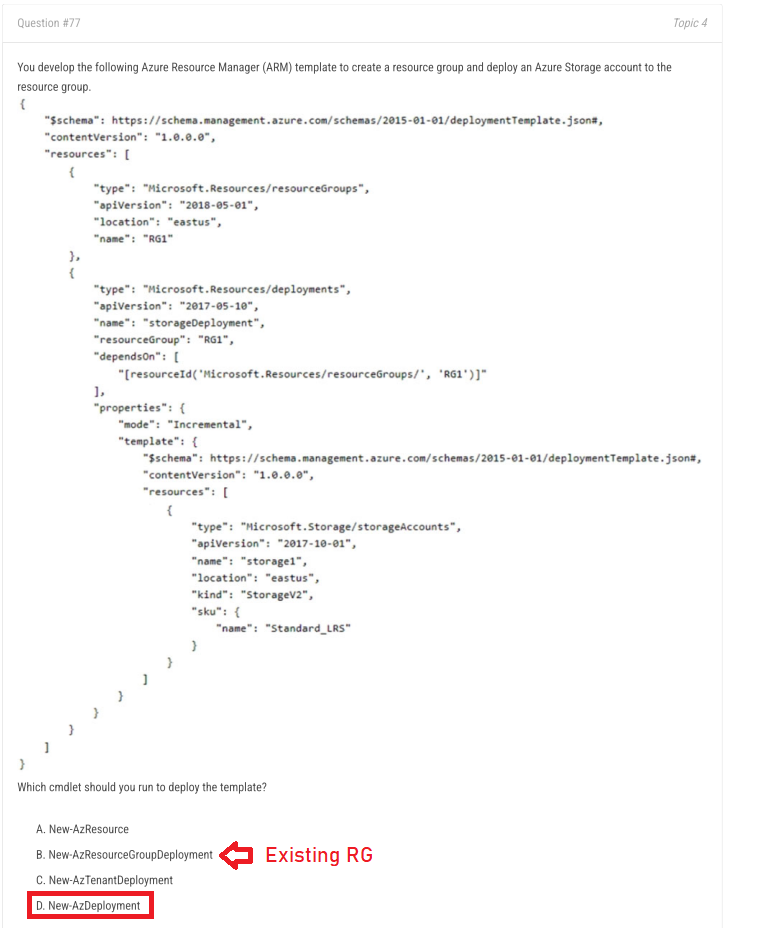 Question #77
Topic 4
You develop the following Azure Resource Manager (ARM) template to create a resource group and deploy an Azure Storage account to the
resource group.
{
"$schema": https://schema.management.azure.com/schemas/2015-01-01/deploymentTemplate.json#,
"contentVersion": "1.0.0.0",
"resources": [
{
"type": "Microsoft.Resources/resourceGroups",
"apiVersion": "2018-05-01",
"location": "eastus",
"name": "RG1"
},
{
"type": "Microsoft.Resources/deployments",
"apiVersion": "2017-05-10",
"name": "storageDeployment",
"resourceGroup": "RG1",
"dependsOn": [
"[resourceId('Microsoft.Resources/resourceGroups/', 'RG1')]"
],
"properties": {
"mode": "Incremental",
"template": {
"$schema": https://schema.management.azure.com/schemas/2015-01-01/deploymentTemplate.json#,
"contentVersion": "1.0.0.0",
"resources": [
{
"type": "Microsoft.Storage/storageAccounts",
"apiVersion": "2017-10-01",
"name": "storage1",
"location": "eastus",
"kind": "StorageV2",
"sku": {
"name": "Standard_LRS"
}
}
]
}
}
}
]
}
Which cmdlet should you run to deploy the template?
A. New-AzResource
B. New-AzResourceGroupDeployment Existing RG
C. New-AzTenantDeployment
D. New-AzDeployment